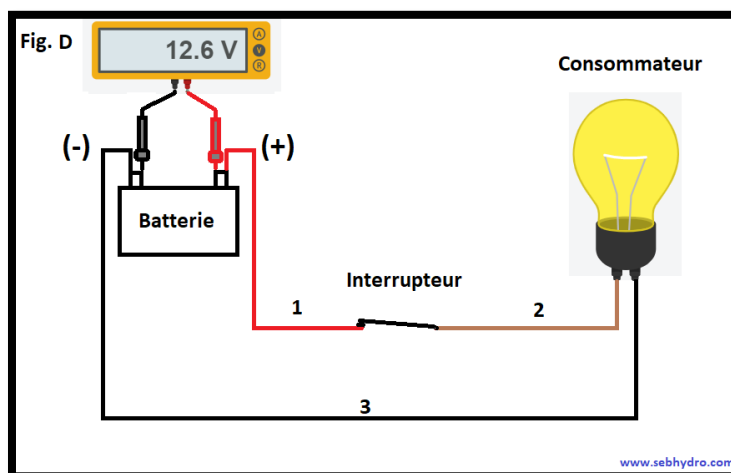 Fig. D
12.6 V
A
V
R
Consommateur
(-)
(+)
Batterie
Interrupteur
1
2
3
www.sebhydro.com